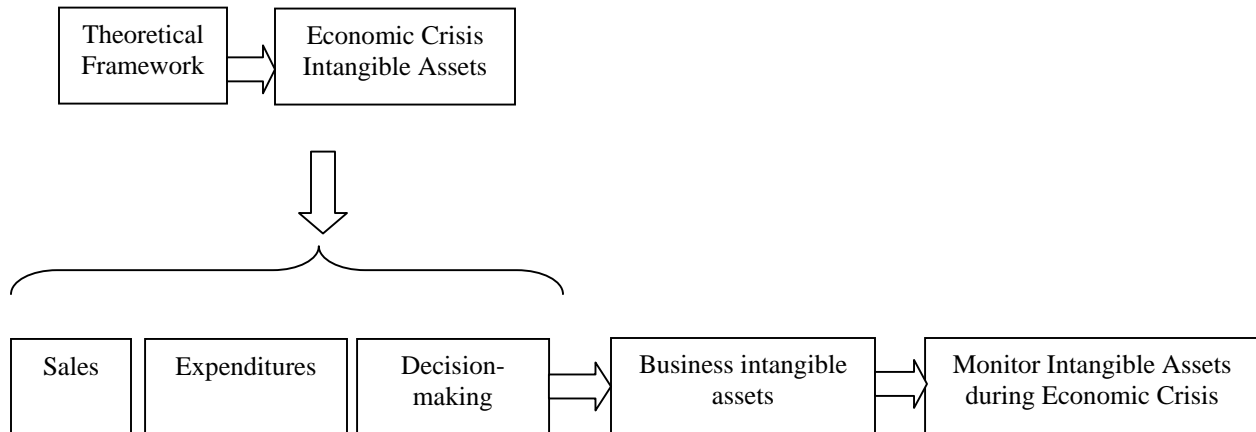 Theoretical
Framework
Economic Crisis
Intangible Assets
Sales
Expenditures
Decision-
making
Business intangible
assets
Monitor Intangible Assets
during Economic Crisis